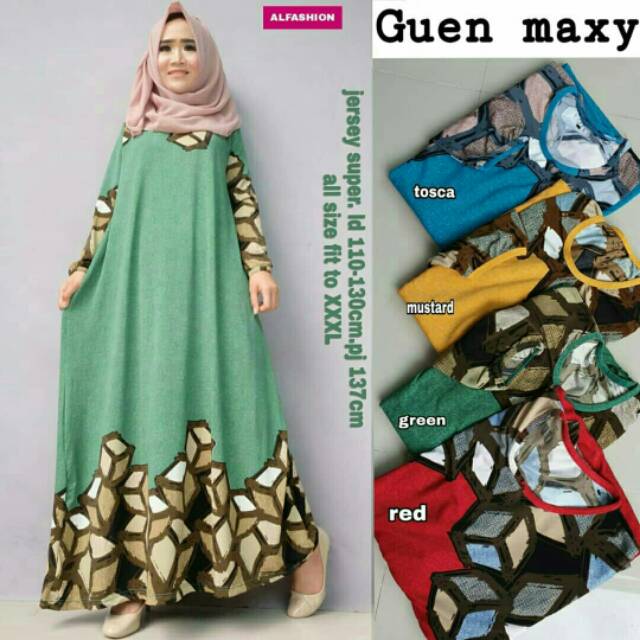 ALFASHION
Guen maxy
jersey super. ld 110-130cm.pj 137cm
all size fit to XXXL
tosca
mustard
green
red